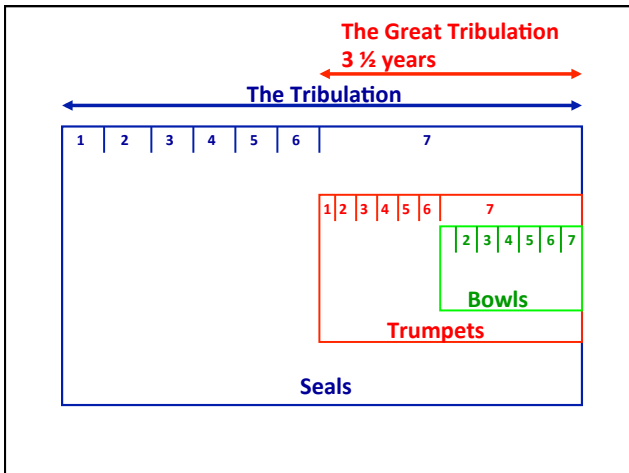 The Great Tribulation
3 ½ years
The Tribulation
1 2 3 4 5 6 7
1 2 3 4 5 6 7
2 3 4 5 6 7
Bowls
Trumpets
Seals